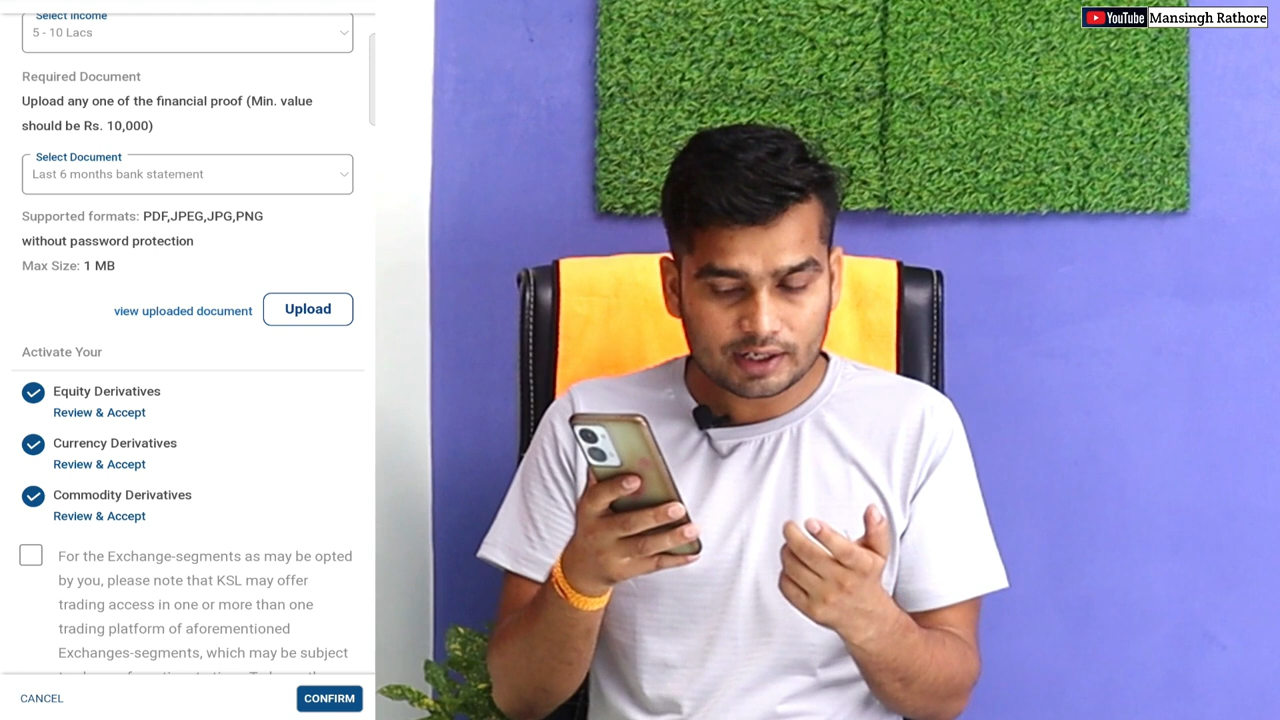 Select Income
5 - 10 Lacs
Required Document
Upload any one of the financial proof (Min. value
should be Rs. 10,000)
Select Document
Last 6 months bank statement
Supported formats: PDF,JPEG,JPG,PNG
without password protection
Max Size: 1 MB
view uploaded document
Upload
Activate Your
Equity Derivatives
Review & Accept
Currency Derivatives
Review & Accept
Commodity Derivatives
Review & Accept
For the Exchange-segments as may be opted
by you, please note that KSL may offer
trading access in one or more than one
trading platform of aforementioned
Exchanges-segments, which may be subject
CANCEL
CONFIRM
YouTube Mansingh Rathore